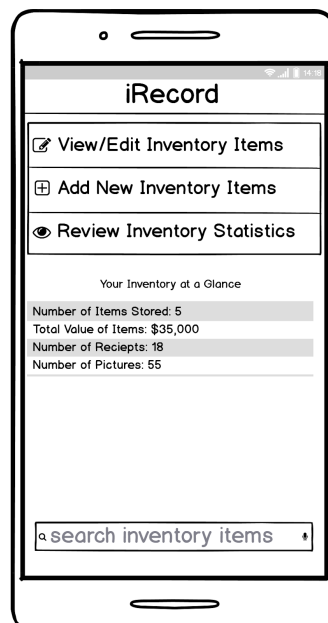 14:18
iRecord
View/Edit Inventory Items
Add New Inventory Items
Review Inventory Statistics
Your Inventory at a Glance
Number of Items Stored: 5
Total Value of Items: $35,000
Number of Reciepts: 18
Number of Pictures: 55
search inventory items